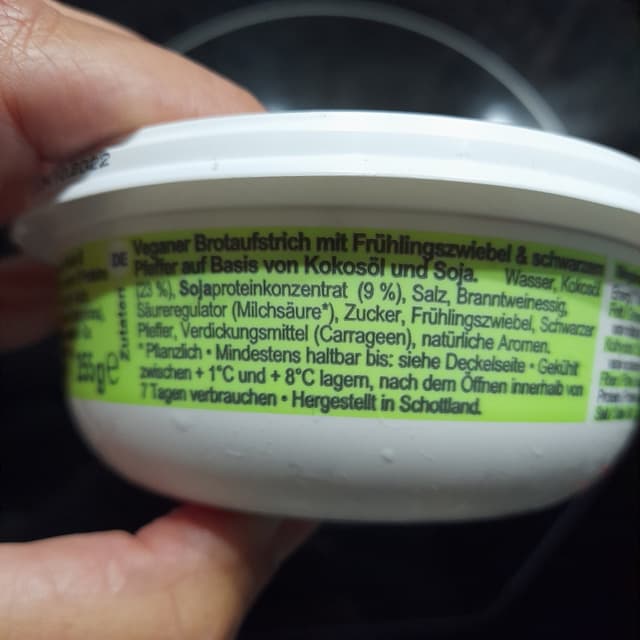 2022
DE
Veganer Brotaufstrich mit Frühlingszwiebel & schwarzem
Pfeffer auf Basis von Kokosöl und Soja. Wasser, Kokosöl
(23 %), Sojaproteinkonzentrat (9 %), Salz, Branntweinessig,
Säureregulator (Milchsäure*), Zucker, Frühlingszwiebel, Schwarzer
Pfeffer, Verdickungsmittel (Carrageen), natürliche Aromen.
*Pflanzlich • Mindestens haltbar bis: siehe Deckelseite • Gekühlt
zwischen + 1°C und + 8°C lagern, nach dem Öffnen innerhalb von
7 Tagen verbrauchen • Hergestellt in Schottland.
Zutaten
255g e